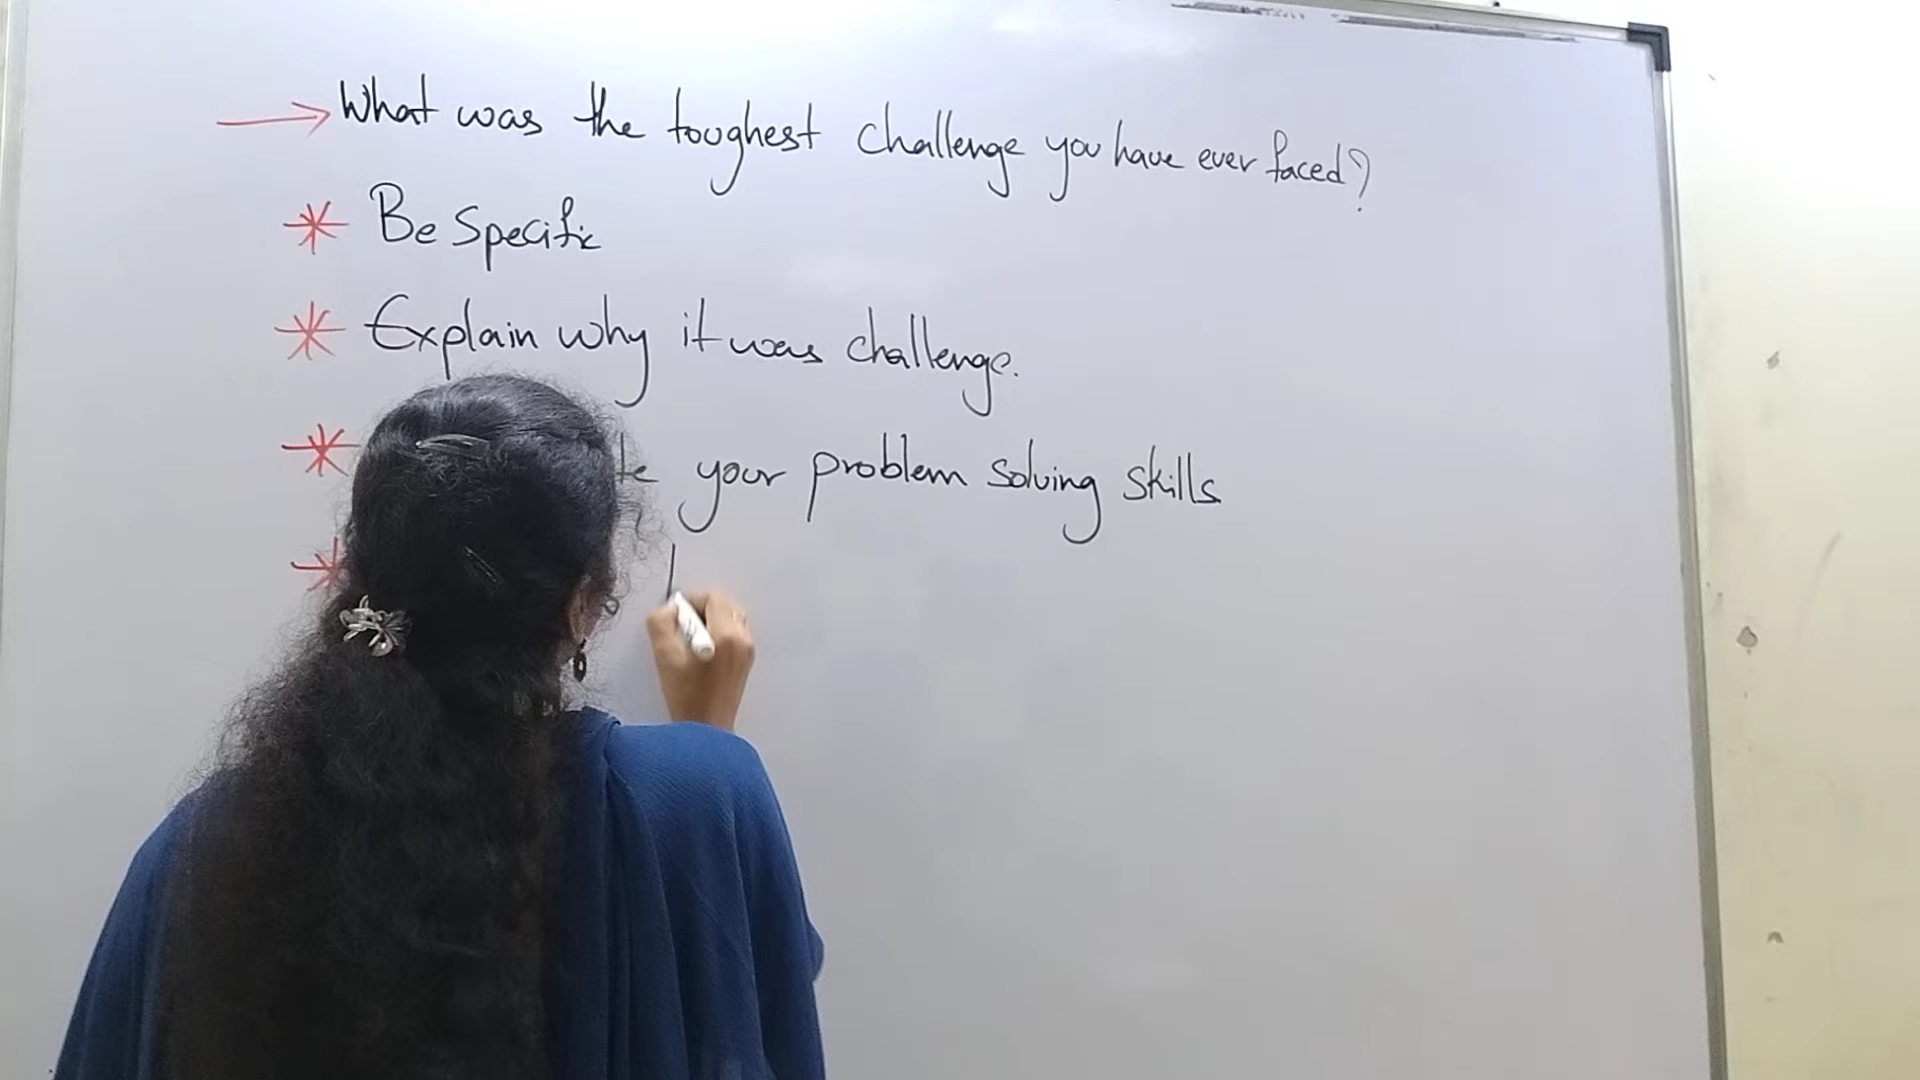 What was the toughest challenge you have ever faced?
Be specific
Explain why it was challenge.
your problem solving skills